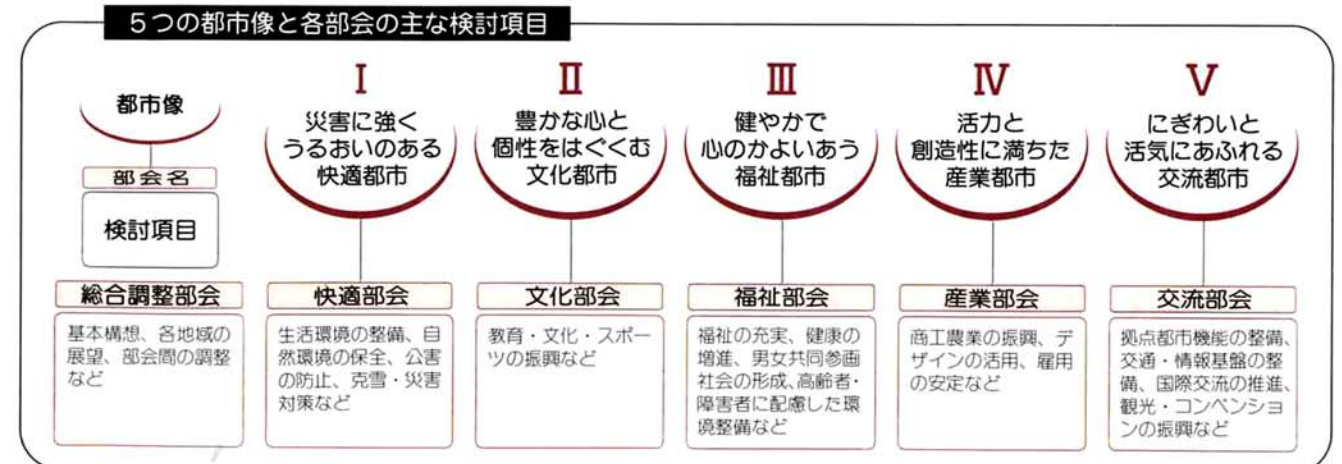 5つの都市像と各部会の主な検討項目
都市像
部会名
検討項目
総合調整部会
基本構想、各地域の
展望、部会間の調整
など
I
災害に強く
うるおいのある
快適都市
快適部会
生活環境の整備、自
然環境の保全、公害
の防止、克雪・災害
対策など
II
豊かな心と
個性をはぐくむ
文化都市
文化部会
教育・文化・スポー
ツの振興など
III
健やかで
心のかよいあう
福祉都市
福祉部会
福祉の充実、健康の
増進、男女共同参画
社会の形成、高齢者・
障害者に配慮した環
境整備など
IV
活力と
創造性に満ちた
産業都市
産業部会
商工農業の振興、デ
ザインの活用、雇用
の安定など
V
にぎわいと
活気にあふれる
交流都市
交流部会
拠点都市機能の整備、
交通・情報基盤の整
備、国際交流の推進、
観光・コンベンショ
ンの振興など